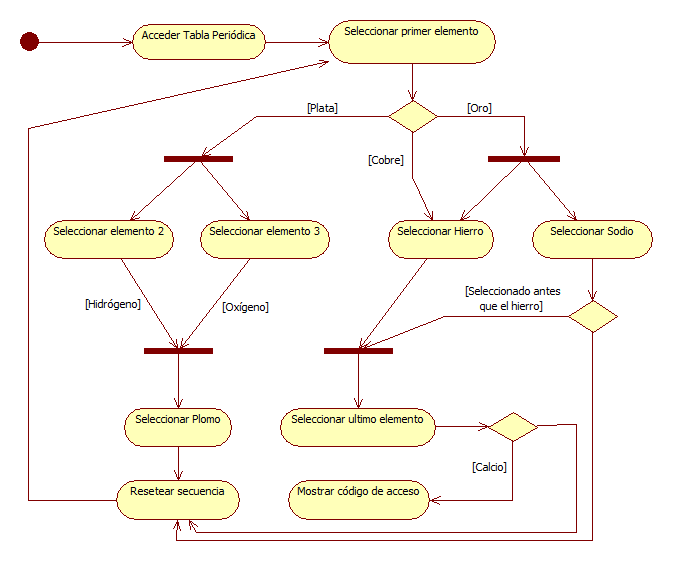 Acceder Tabla Periódica
Seleccionar primer elemento
[Plata]
[Oro]
[Cobre]
Seleccionar elemento 2
Seleccionar elemento 3
Seleccionar Hierro
Seleccionar Sodio
[Hidrógeno]
[Oxígeno]
[Seleccionado antes
que el hierro]
Seleccionar Plomo
Seleccionar ultimo elemento
[Calcio]
Resetear secuencia
Mostrar código de acceso